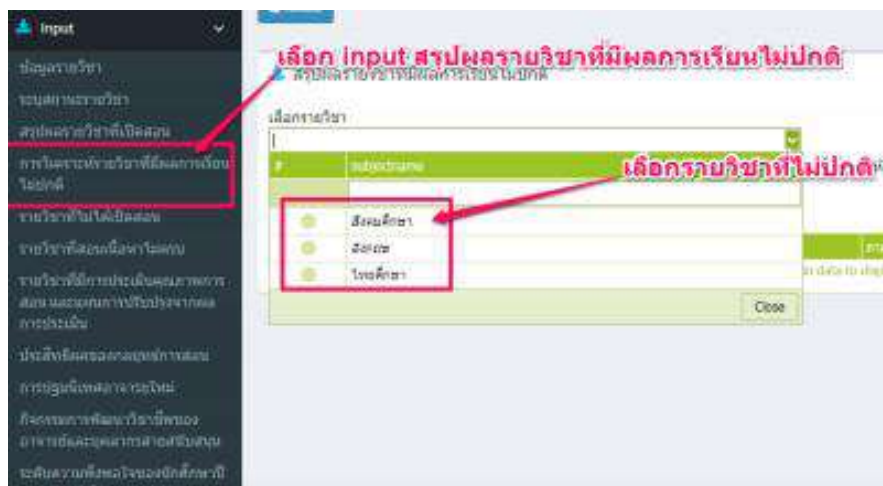 Input
เลือก input สรุปผลรายวิชาที่มีผลการเรียนไม่ปกติ
ข้อมูลรายวิชา
ระบุสถานะรายวิชา
สรุปผลรายวิชาที่เปิดสอน
การวิเคราะห์รายวิชาที่มีผลการเรียน
ไม่ปกติ
รายวิชาที่ไม่ได้เปิดสอน
รายวิชาที่สอนเนื้อหาไม่ครบ
รายวิชาที่มีการประเมินคุณภาพการ
สอน และแผนการปรับปรุงจากผล
การประเมิน
ประสิทธิผลของกลยุทธ์การสอน
การปฐมนิเทศอาจารย์ใหม่
กิจกรรมการพัฒนาวิชาชีพของ
อาจารย์และบุคลากรสายสนับสนุน
ระดับความพึงพอใจของนักศึกษาปี
สรุปผลรายวิชาที่มีผลการเรียนไม่ปกติ
เลือกรายวิชา
# subjectname
เลือกรายวิชาที่ไม่ปกติ
สังคมศึกษา
อังกฤษ
ไทยศึกษา
Close